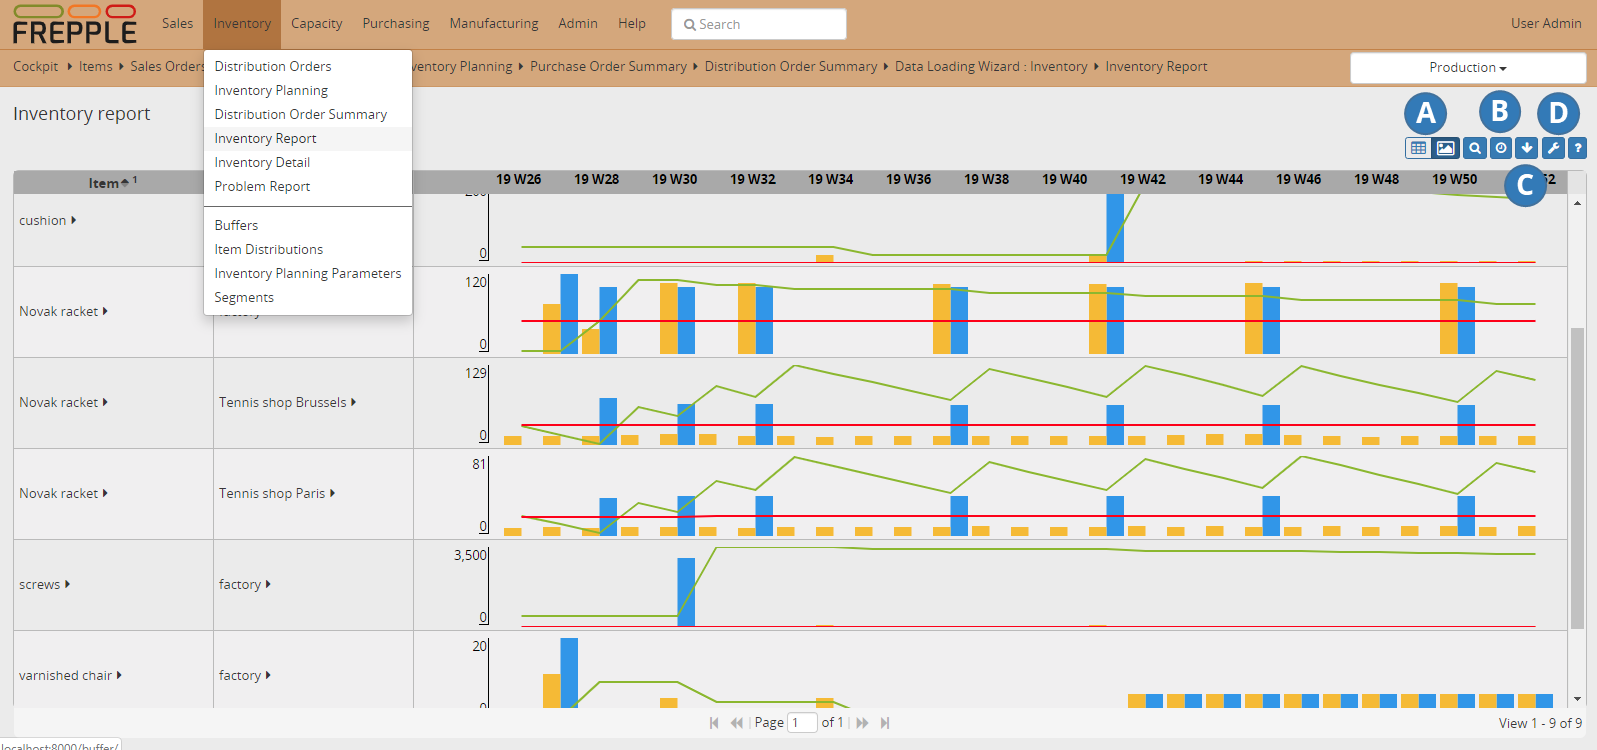 FREPPLE
Sales Inventory Capacity Purchasing Manufacturing Admin Help Search User Admin
Cockpit Items Sales Orders ventory Planning Purchase Order Summary Distribution Order Summary Data Loading Wizard : Inventory Inventory Report Production
Distribution Orders
Inventory Planning
Distribution Order Summary
Inventory Report
Inventory Detail
Problem Report
Buffers
Item Distributions
Inventory Planning Parameters
Segments
Inventory report
A B D
?
C
Item 1 19 W26 19 W28 19 W30 19 W32 19 W34 19 W36 19 W38 19 W40 19 W42 19 W44 19 W46 19 W48 19 W50 52
cushion 0
120
Novak racket factory
0
129
Novak racket Tennis shop Brussels
0
81
Novak racket Tennis shop Paris
0
3,500
screws factory
0
20
varnished chair factory
0
Page 1 of 1 View 1 - 9 of 9
localhost:8000/buffer/